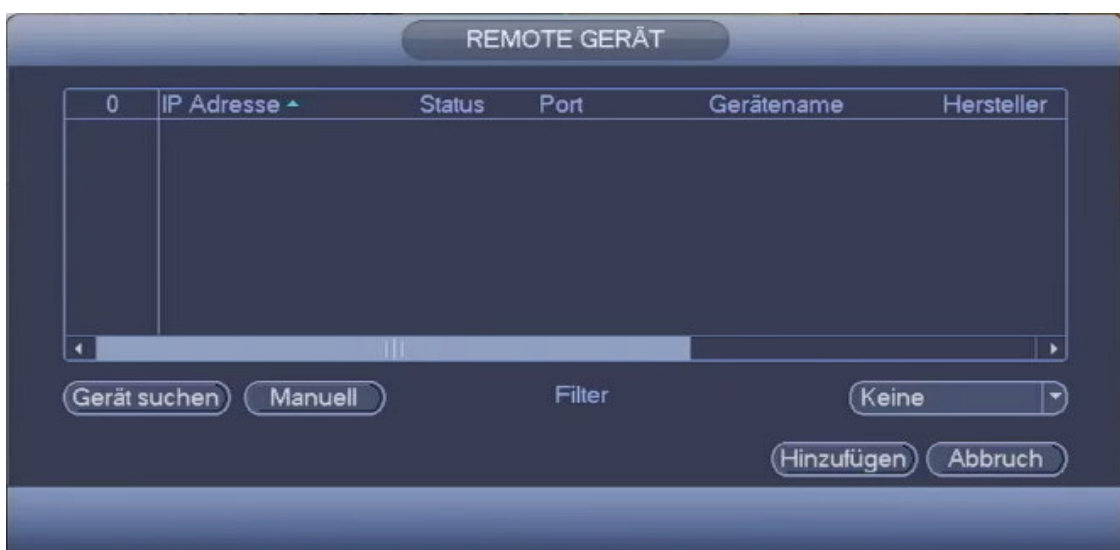 REMOTE GERÄT
0 IP Adresse Status Port Gerätename Hersteller
Gerät suchen Manuell Filter Keine
Hinzufügen Abbruch